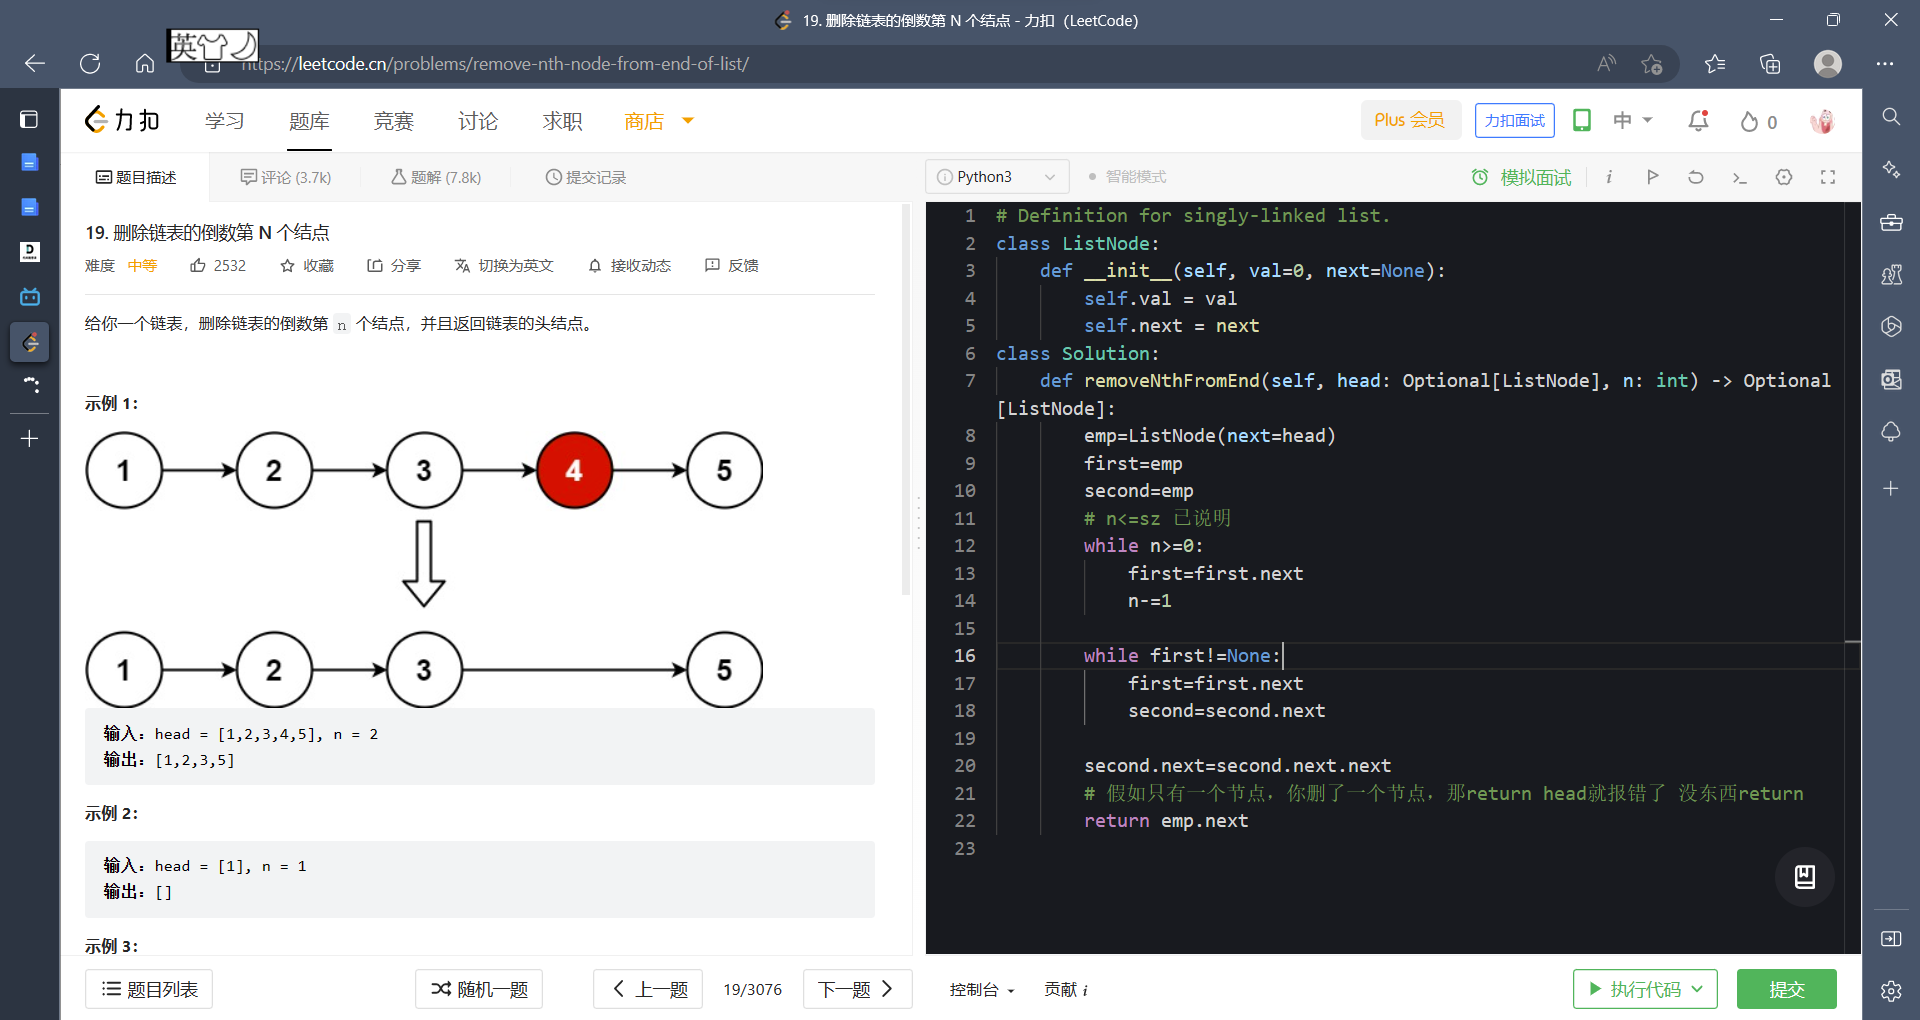 19. 删除链表的倒数第 N 个结点 - 力扣（LeetCode）
英
https://leetcode.cn/problems/remove-nth-node-from-end-of-list/
力扣
学习 题库 竞赛 讨论 求职 商店
Plus 会员 力扣面试 中 0
题目描述 评论 (3.7k) 题解 (7.8k) 提交记录
19. 删除链表的倒数第 N 个结点
难度 中等 2532 收藏 分享 切换为英文 接收动态 反馈
给你一个链表，删除链表的倒数第 n 个结点，并且返回链表的头结点。
示例 1：
1 2 3 4 5
1 2 3 5
输入：head = [1,2,3,4,5], n = 2
输出：[1,2,3,5]
示例 2：
输入：head = [1], n = 1
输出：[]
示例 3：
题目列表 随机一题 上一题 19/3076 下一题
Python3 智能模式 模拟面试
1 # Definition for singly-linked list.
2 class ListNode:
3     def __init__(self, val=0, next=None):
4         self.val = val
5         self.next = next
6 class Solution:
7     def removeNthFromEnd(self, head: Optional[ListNode], n: int) -> Optional
[ListNode]:
8         emp=ListNode(next=head)
9         first=emp
10         second=emp
11         # n<=sz 已说明
12         while n>=0:
13             first=first.next
14             n-=1
15
16         while first!=None:
17             first=first.next
18             second=second.next
19
20         second.next=second.next.next
21         # 假如只有一个节点，你删了一个节点，那return head就报错了 没东西return
22         return emp.next
23
控制台 贡献 i 执行代码 提交